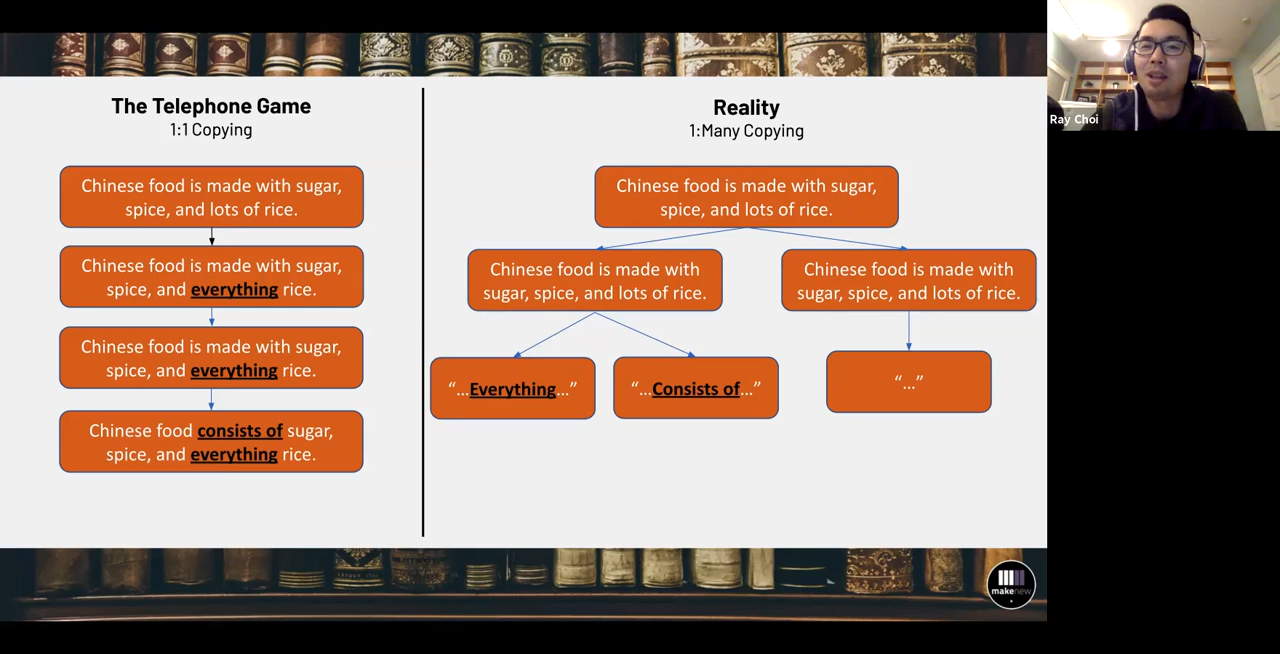 The Telephone Game
1:1 Copying
Chinese food is made with sugar,
spice, and lots of rice.
Chinese food is made with sugar,
spice, and everything rice.
Chinese food is made with sugar,
spice, and everything rice.
Chinese food consists of sugar,
spice, and everything rice.
Reality
1:Many Copying
Chinese food is made with sugar,
spice, and lots of rice.
Chinese food is made with
sugar, spice, and lots of rice.
Chinese food is made with
sugar, spice, and lots of rice.
“...Everything...”
“...Consists of...”
“...”
Ray Choi
makenew